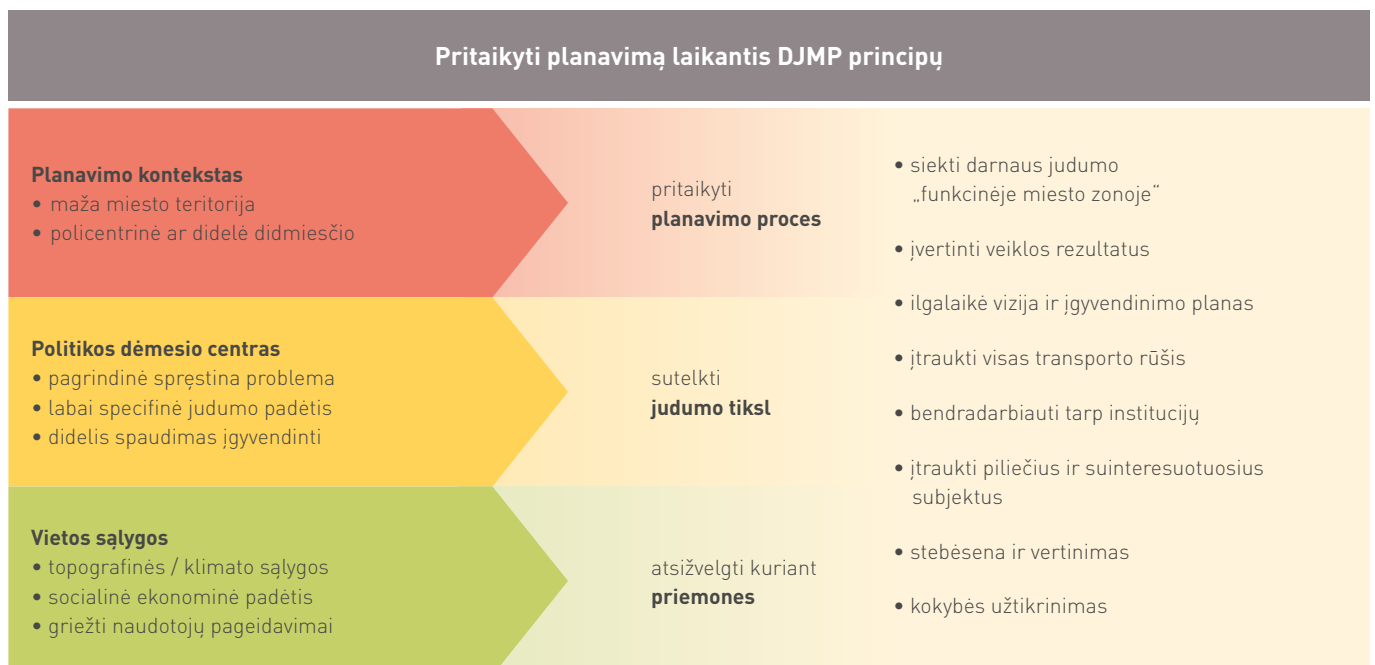 Pritaikyti planavimą laikantis DJMP principų
Planavimo kontekstas
• maža miesto teritorija
• policentrinė ar didelė didmiesčio
pritaikyti
planavimo proces
Politikos dėmesio centras
• pagrindinė spręstina problema
• labai specifinė judumo padėtis
• didelis spaudimas įgyvendinti
sutelkti
judumo tiksl
Vietos sąlygos
• topografinės / klimato sąlygos
• socialinė ekonominė padėtis
• griežti naudotojų pageidavimai
atsižvelgti kuriant
priemones
• siekti darnaus judumo
„funkcinėje miesto zonoje“
• įvertinti veiklos rezultatus
• ilgalaikė vizija ir įgyvendinimo planas
• įtraukti visas transporto rūšis
• bendradarbiauti tarp institucijų
• įtraukti piliečius ir suinteresuotuosius
subjektus
• stebėsena ir vertinimas
• kokybės užtikrinimas